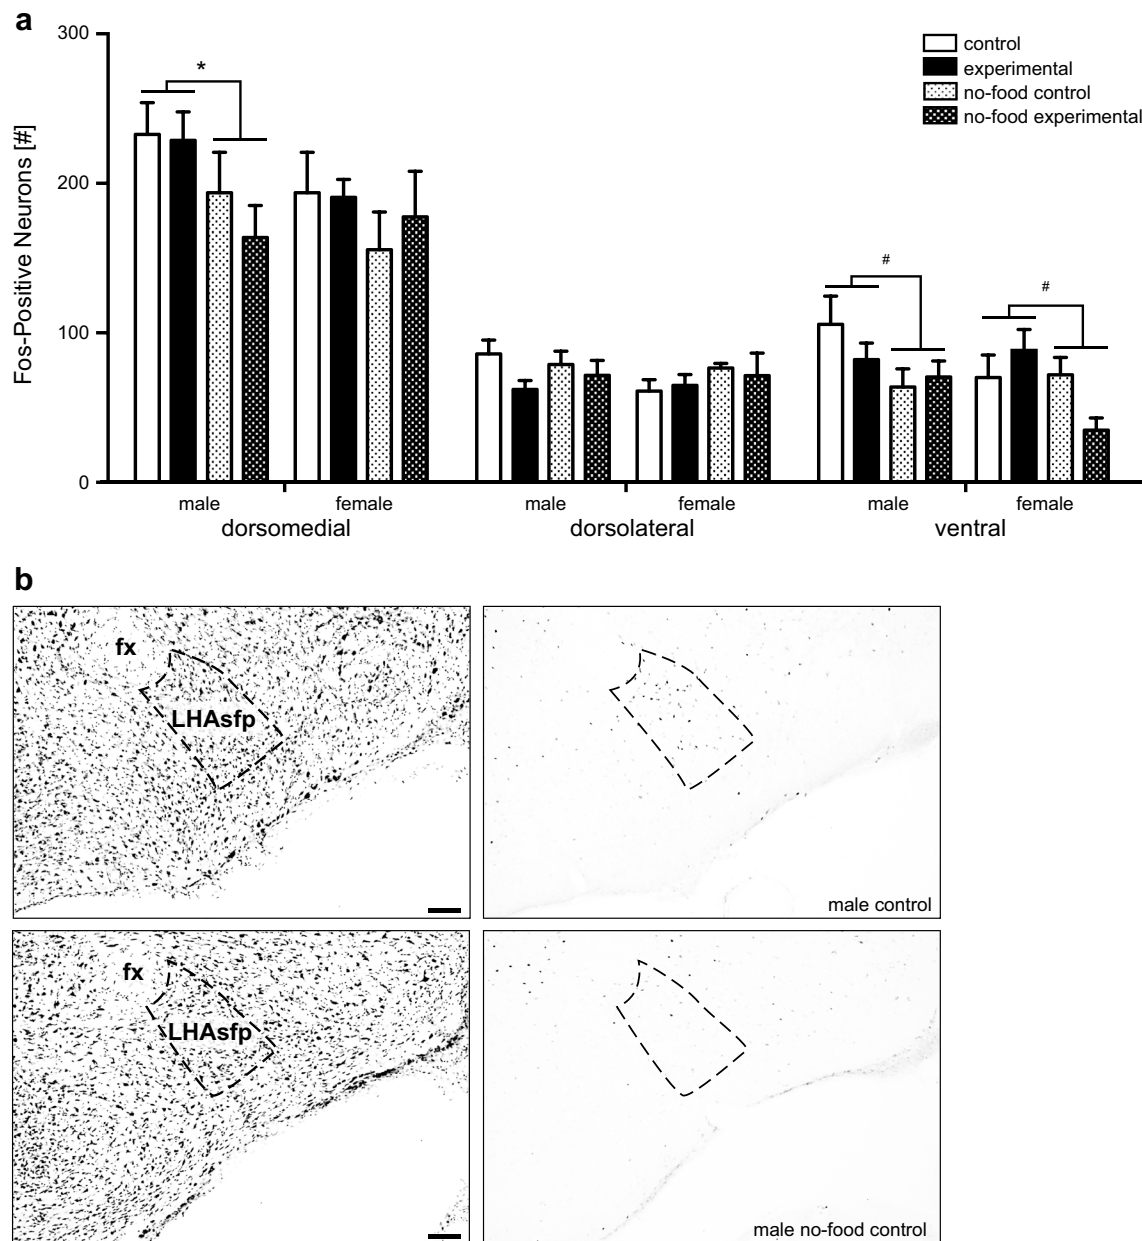 a
300
200
100
0
Fos-Positive Neurons [#]
control
experimental
no-food control
no-food experimental
*
#
#
male
female
male
female
male
female
dorsomedial
dorsolateral
ventral
b
fx
LHAsfp
male control
fx
LHAsfp
male no-food control